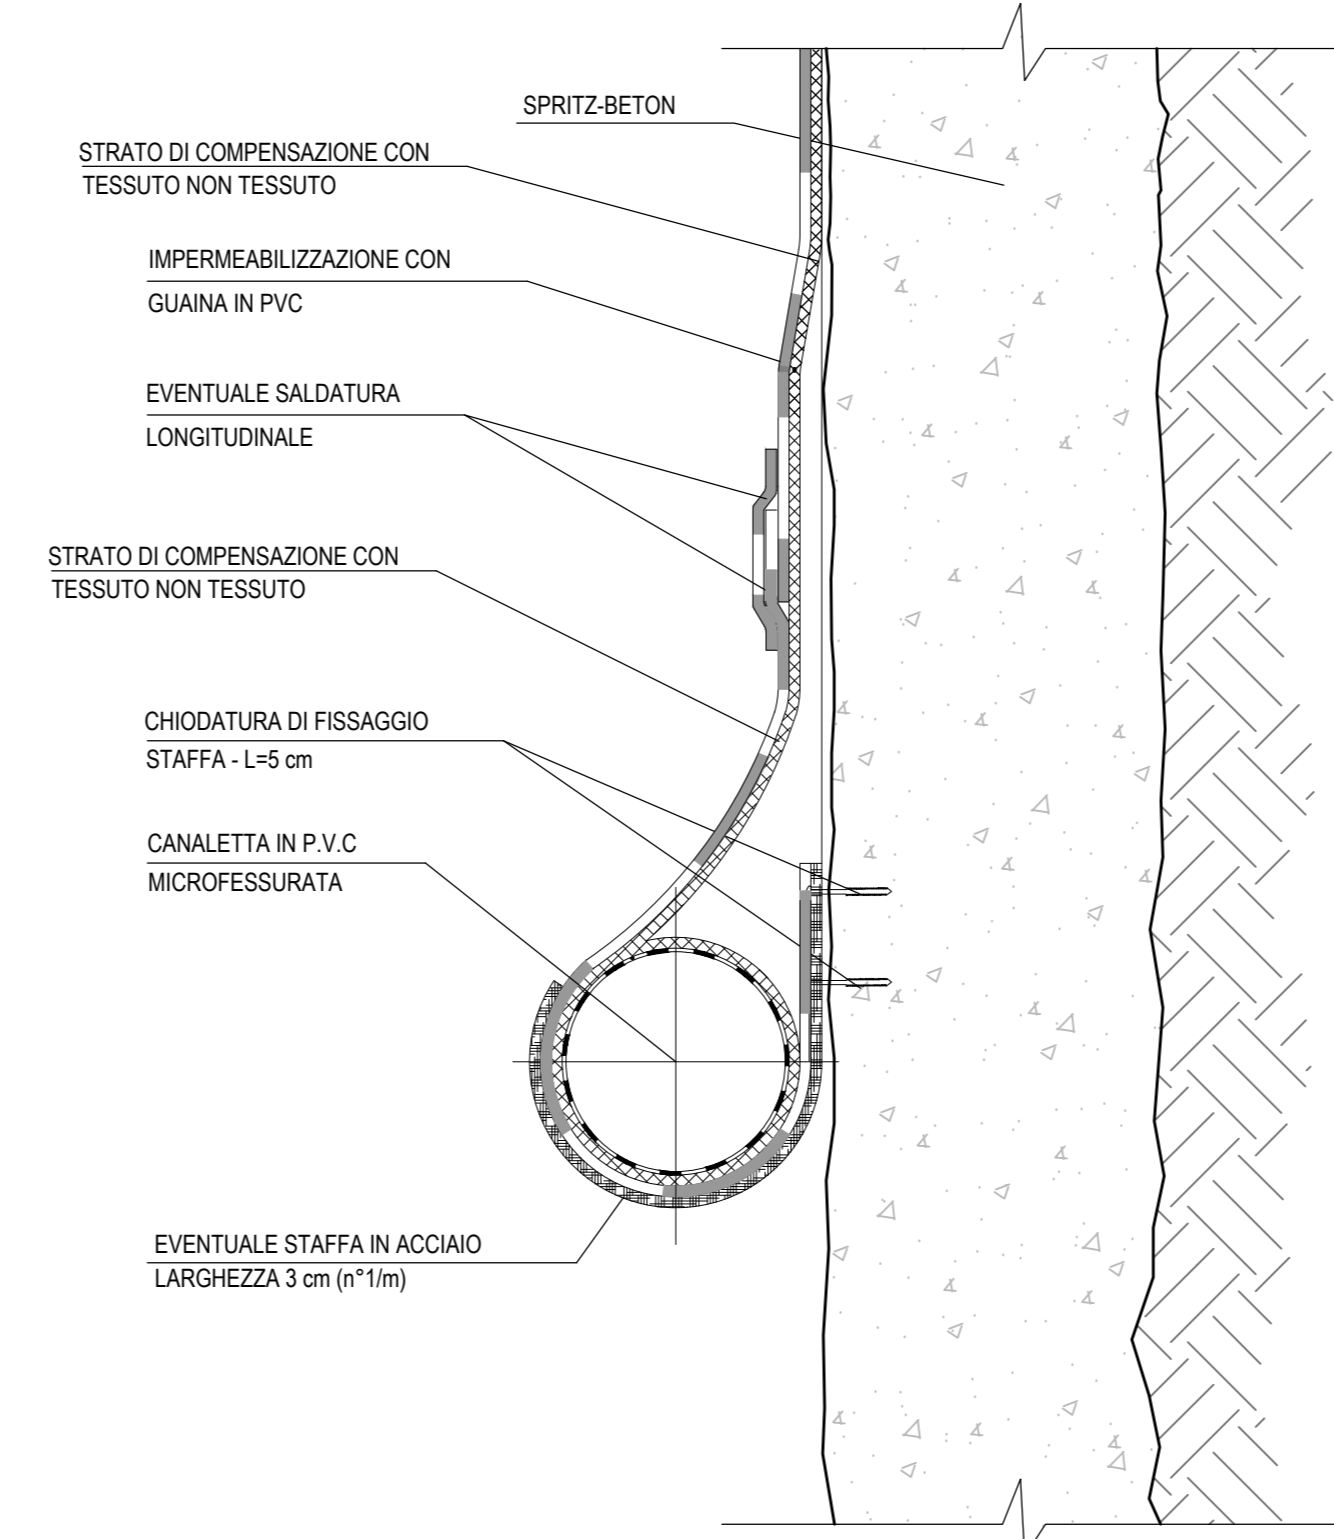 SPRITZ-BETON
STRATO DI COMPENSAZIONE CON
TESSUTO NON TESSUTO
IMPERMEABILIZZAZIONE CON
GUAINA IN PVC
EVENTUALE SALDATURA
LONGITUDINALE
STRATO DI COMPENSAZIONE CON
TESSUTO NON TESSUTO
CHIODATURA DI FISSAGGIO
STAFFA - L=5 cm
CANALETTA IN P.V.C
MICROFESSURATA
EVENTUALE STAFFA IN ACCIAIO
LARGHEZZA 3 cm (n°1/m)